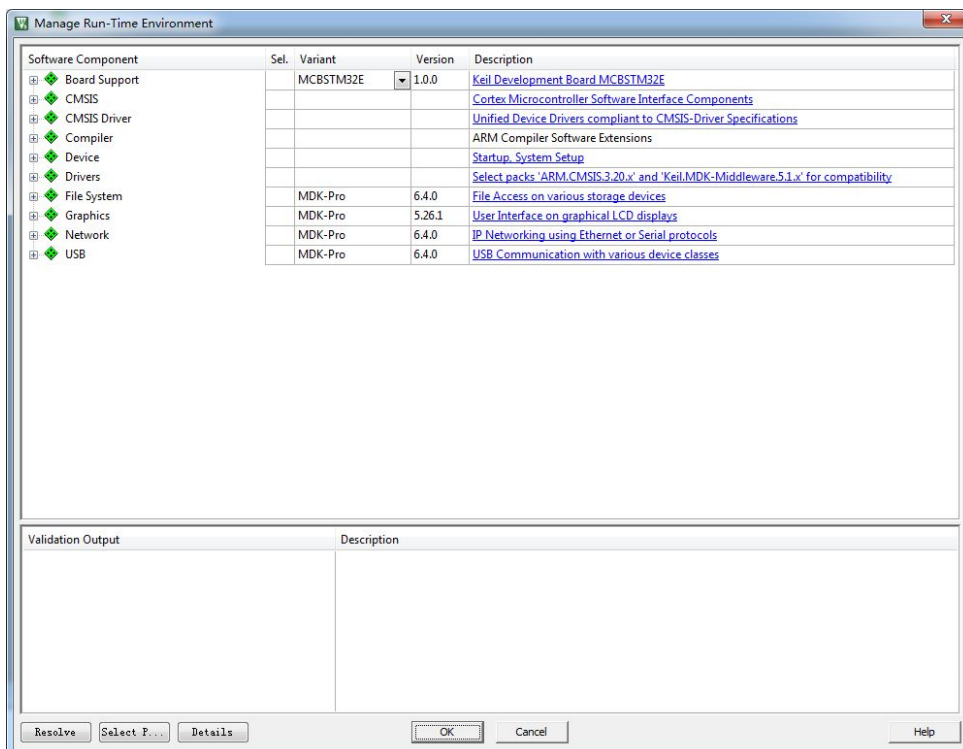 Manage Run-Time Environment
Software Component Sel. Variant Version Description
Board Support MCBSTM32E 1.0.0 Keil Development Board MCBSTM32E
CMSIS Cortex Microcontroller Software Interface Components
CMSIS Driver Unified Device Drivers compliant to CMSIS-Driver Specifications
Compiler ARM Compiler Software Extensions
Device Startup, System Setup
Drivers Select packs 'ARM.CMSIS.3.20.x' and 'Keil.MDK-Middleware.5.1.x' for compatibility
File System MDK-Pro 6.4.0 File Access on various storage devices
Graphics MDK-Pro 5.26.1 User Interface on graphical LCD displays
Network MDK-Pro 6.4.0 IP Networking using Ethernet or Serial protocols
USB MDK-Pro 6.4.0 USB Communication with various device classes
Validation Output Description
Resolve Select P... Details OK Cancel Help